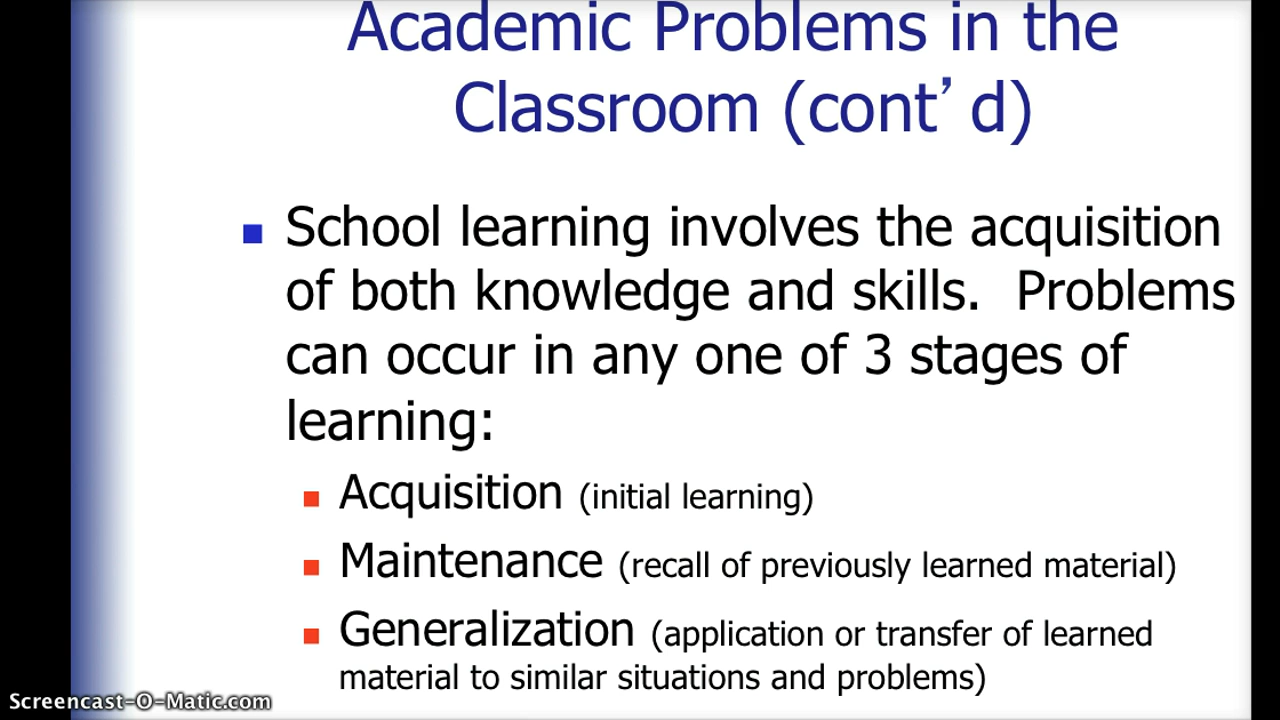 Academic Problems in the
Classroom (cont’d)
School learning involves the acquisition
of both knowledge and skills. Problems
can occur in any one of 3 stages of
learning:
Acquisition (initial learning)
Maintenance (recall of previously learned material)
Generalization (application or transfer of learned
material to similar situations and problems)
Screencast-O-Matic.com